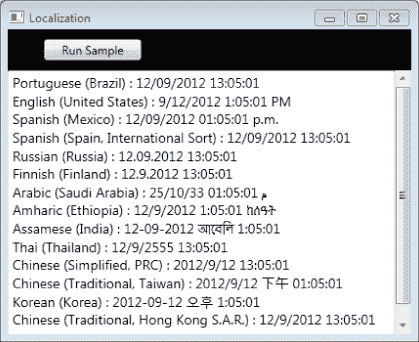 Localization
Run Sample
Portuguese (Brazil) : 12/09/2012 13:05:01
English (United States) : 9/12/2012 1:05:01 PM
Spanish (Mexico) : 12/09/2012 01:05:01 p.m.
Spanish (Spain, International Sort) : 12/09/2012 13:05:01
Russian (Russia) : 12.09.2012 13:05:01
Finnish (Finland) : 12.9.2012 13:05:01
Arabic (Saudi Arabia) : 25/10/33 01:05:01 م
Amharic (Ethiopia) : 12/9/2012 1:05:01 ከሰዓት
Assamese (India) : 12-09-2012 আবেলি 1:05:01
Thai (Thailand) : 12/9/2555 13:05:01
Chinese (Simplified, PRC) : 2012/9/12 13:05:01
Chinese (Traditional, Taiwan) : 2012/9/12 下午 01:05:01
Korean (Korea) : 2012-09-12 오후 1:05:01
Chinese (Traditional, Hong Kong S.A.R.) : 12/9/2012 13:05:01